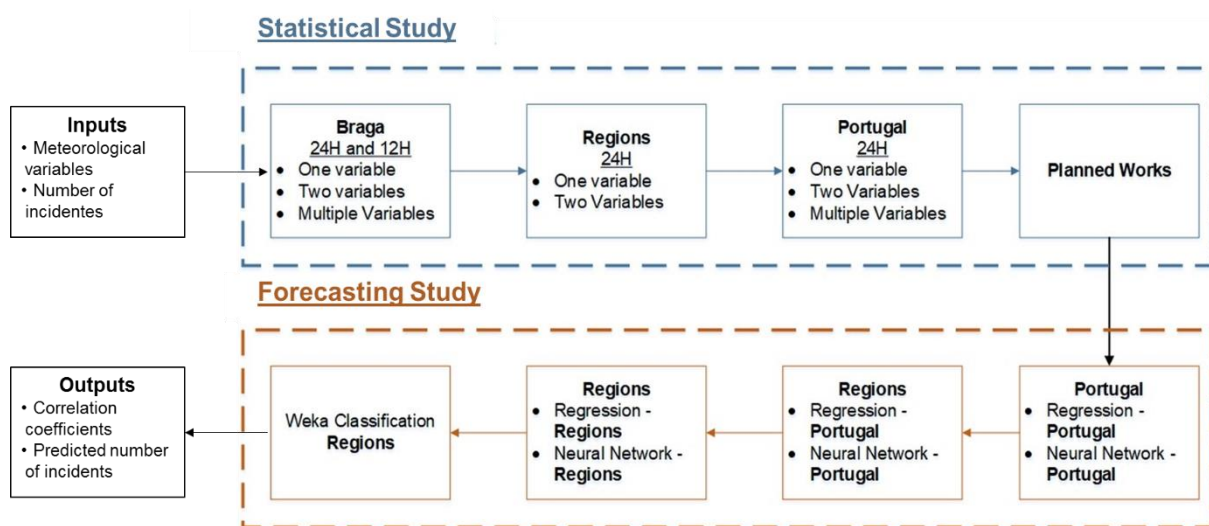 Statistical Study
Inputs
• Meteorological
variables
• Number of
incidentes
Braga
24H and 12H
• One variable
• Two variables
• Multiple Variables
Regions
24H
• One variable
• Two Variables
Portugal
24H
• One variable
• Two Variables
• Multiple Variables
Planned Works
Forecasting Study
Outputs
• Correlation
coefficients
• Predicted number
of incidents
Weka Classification
Regions
Regions
• Regression -
Regions
• Neural Network -
Regions
Regions
• Regression -
Portugal
• Neural Network -
Portugal
Portugal
• Regression -
Portugal
• Neural Network -
Portugal